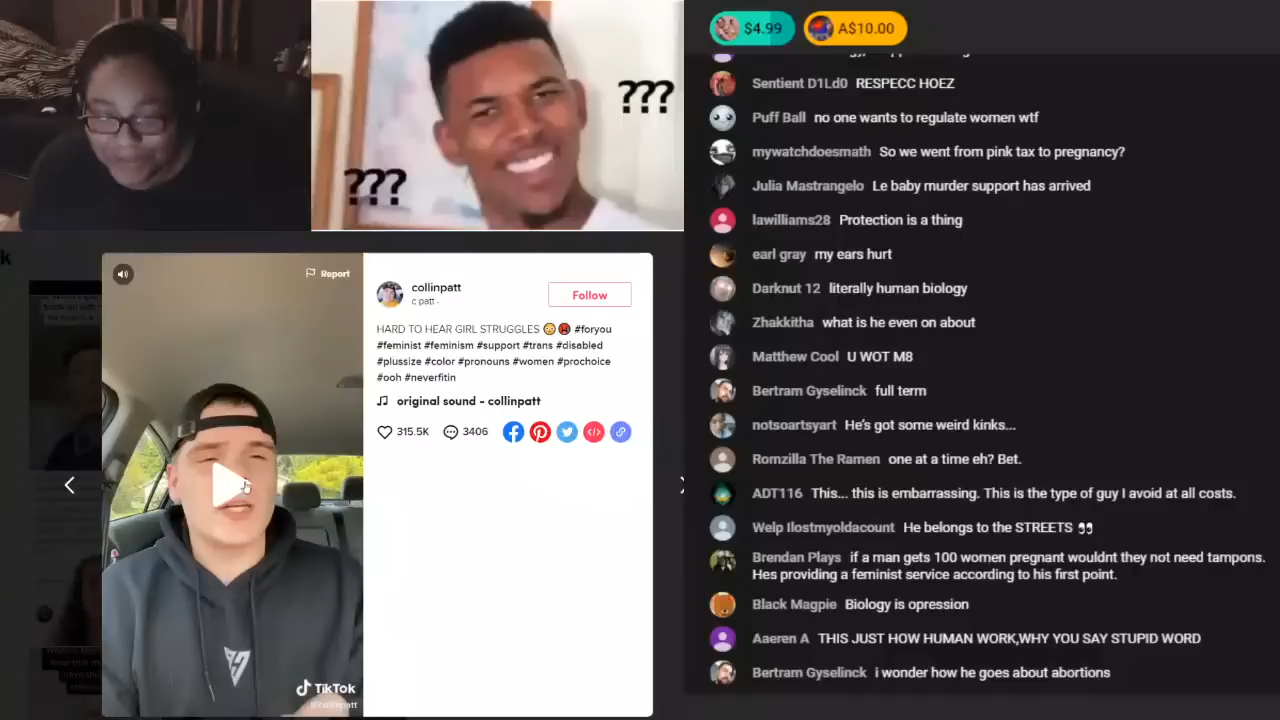 ???
???
$4.99
A$10.00
Sentient D1Ld0 RESPECC HOEZ
Puff Ball no one wants to regulate women wtf
mywatchdoesmath So we went from pink tax to pregnancy?
Julia Mastrangelo Le baby murder support has arrived
lawilliams28 Protection is a thing
earl gray my ears hurt
Darknut 12 literally human biology
Zhakkitha what is he even on about
Matthew Cool U WOT M8
Bertram Gyselinck full term
notsoartsyart He's got some weird kinks...
Romzilla The Ramen one at a time eh? Bet.
ADT116 This... this is embarrassing. This is the type of guy I avoid at all costs.
Welp Ilostmyoldacount He belongs to the STREETS 👀
Brendan Plays if a man gets 100 women pregnant wouldnt they not need tampons.
Hes providing a feminist service according to his first point.
Black Magpie Biology is opression
Aaeren A THIS JUST HOW HUMAN WORK,WHY YOU SAY STUPID WORD
Bertram Gyselinck i wonder how he goes about abortions
k
Report
collinpatt
c patt ·
Follow
HARD TO HEAR GIRL STRUGGLES 😳😡 #foryou
#feminist #feminism #support #trans #disabled
#plussize #color #pronouns #women #prochoice
#ooh #neverfitin
original sound - collinpatt
315.5K
3406
TikTok
@collinpatt